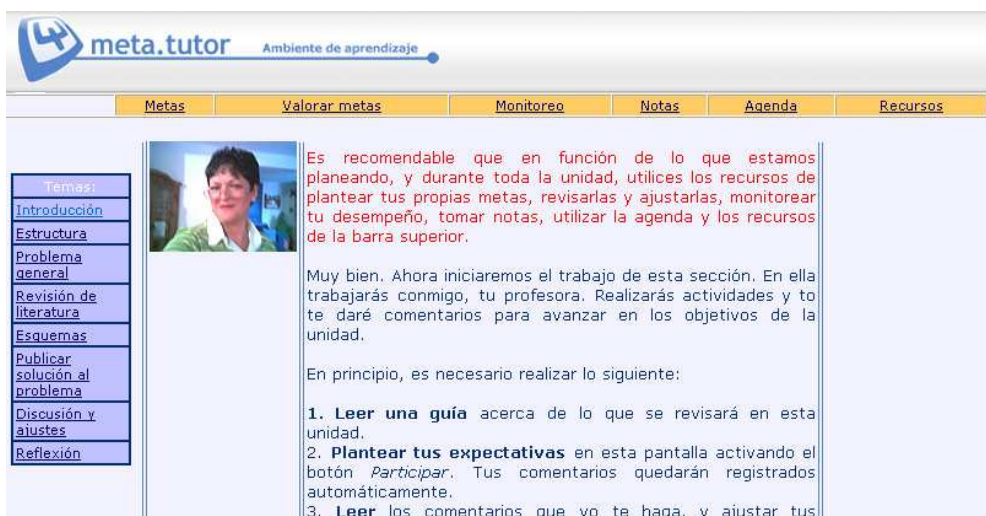 meta.tutor Ambiente de aprendizaje
Metas Valorar metas Monitoreo Notas Agenda Recursos
Temas:
Introducción
Estructura
Problema
general
Revisión de
literatura
Esquemas
Publicar
solución al
problema
Discusión y
ajustes
Reflexión
Es recomendable que en función de lo que estamos
planeando, y durante toda la unidad, utilices los recursos de
plantear tus propias metas, revisarlas y ajustarlas, monitorear
tu desempeño, tomar notas, utilizar la agenda y los recursos
de la barra superior.
Muy bien. Ahora iniciaremos el trabajo de esta sección. En ella
trabajarás conmigo, tu profesora. Realizarás actividades y to
te daré comentarios para avanzar en los objetivos de la
unidad.
En principio, es necesario realizar lo siguiente:
1. Leer una guía acerca de lo que se revisará en esta
unidad.
2. Plantear tus expectativas en esta pantalla activando el
botón Participar. Tus comentarios quedarán registrados
automáticamente.
3. Leer los comentarios que yo te haga, y ajustar tus